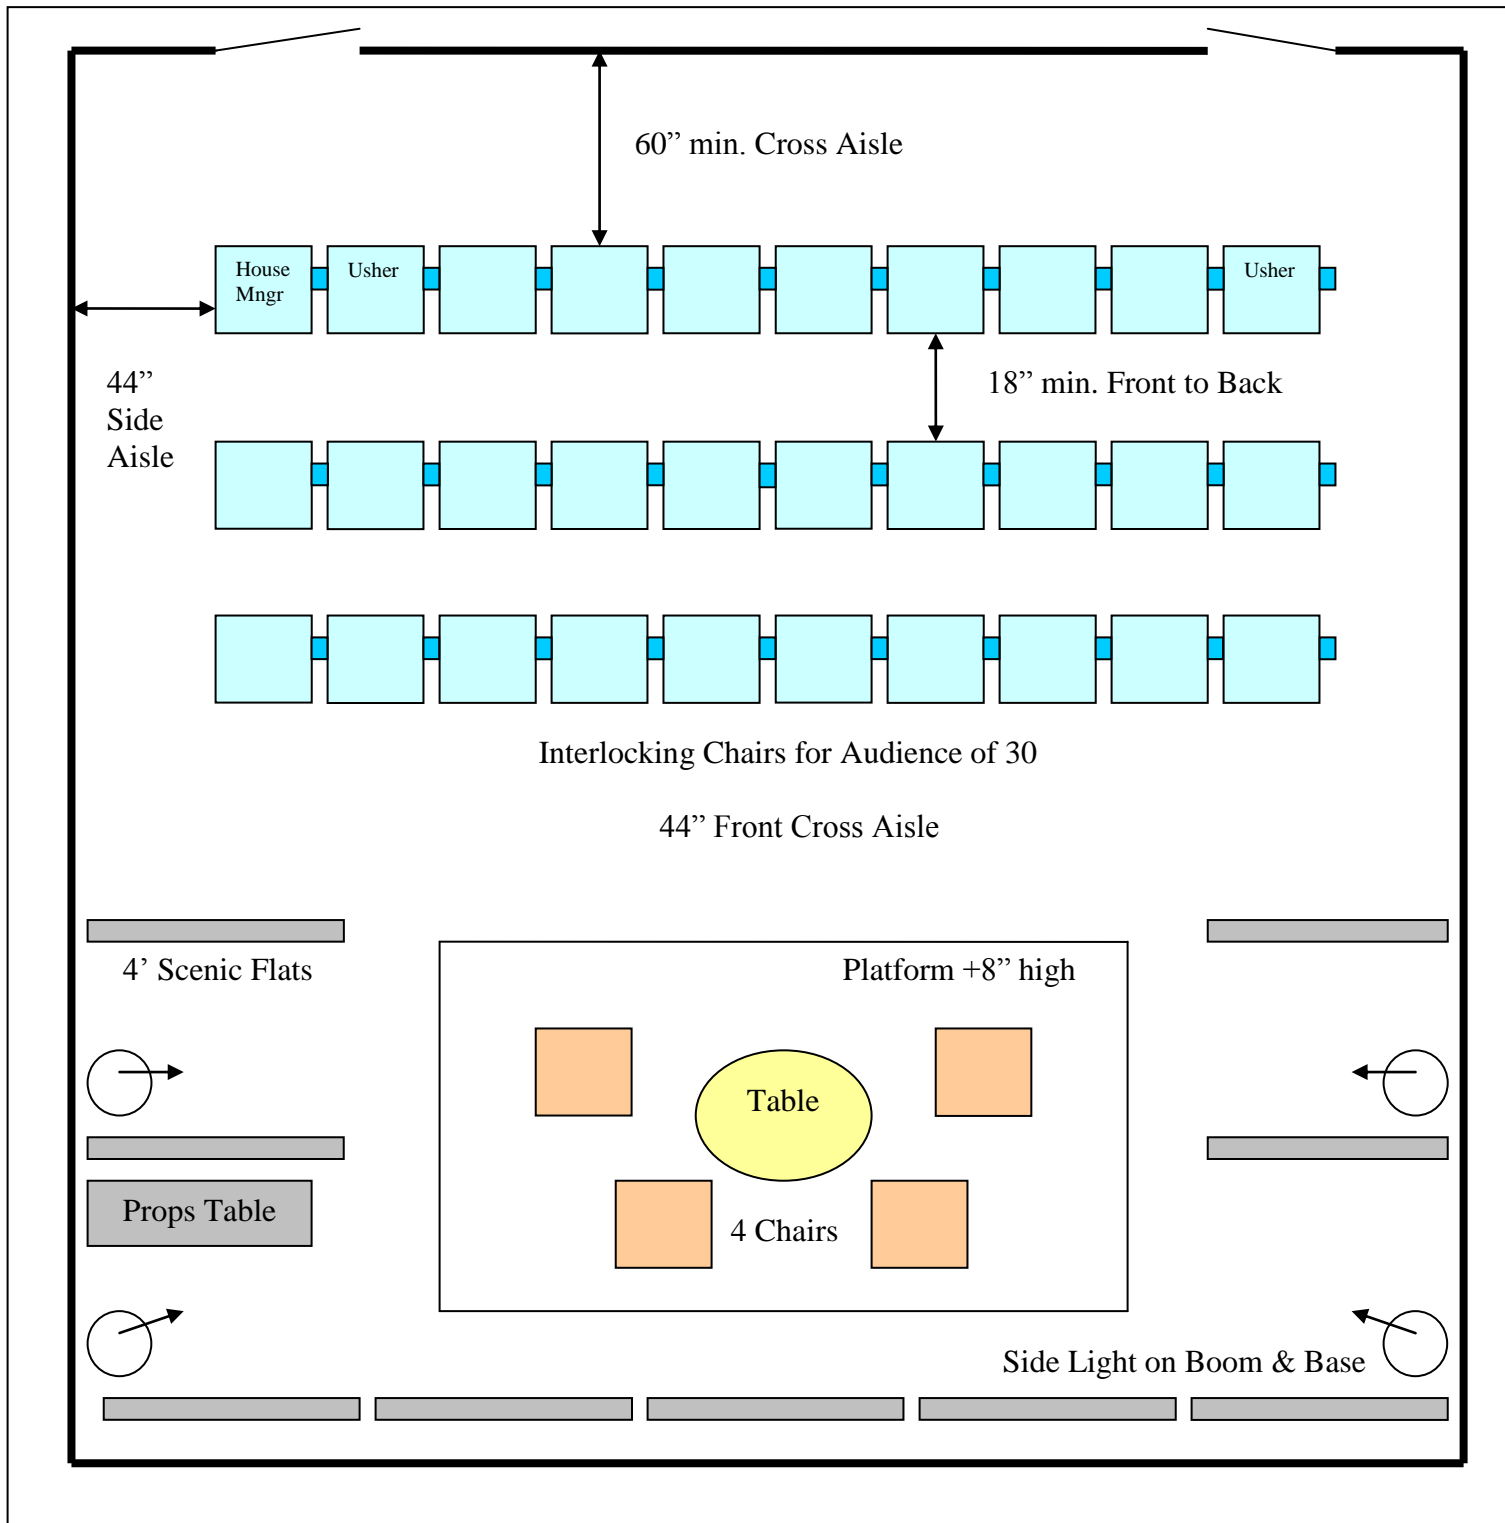 60” min. Cross Aisle
House
Mngr
Usher
Usher
44”
Side
Aisle
18” min. Front to Back
Interlocking Chairs for Audience of 30
44” Front Cross Aisle
4’ Scenic Flats
Platform +8” high
Table
Props Table
4 Chairs
Side Light on Boom & Base